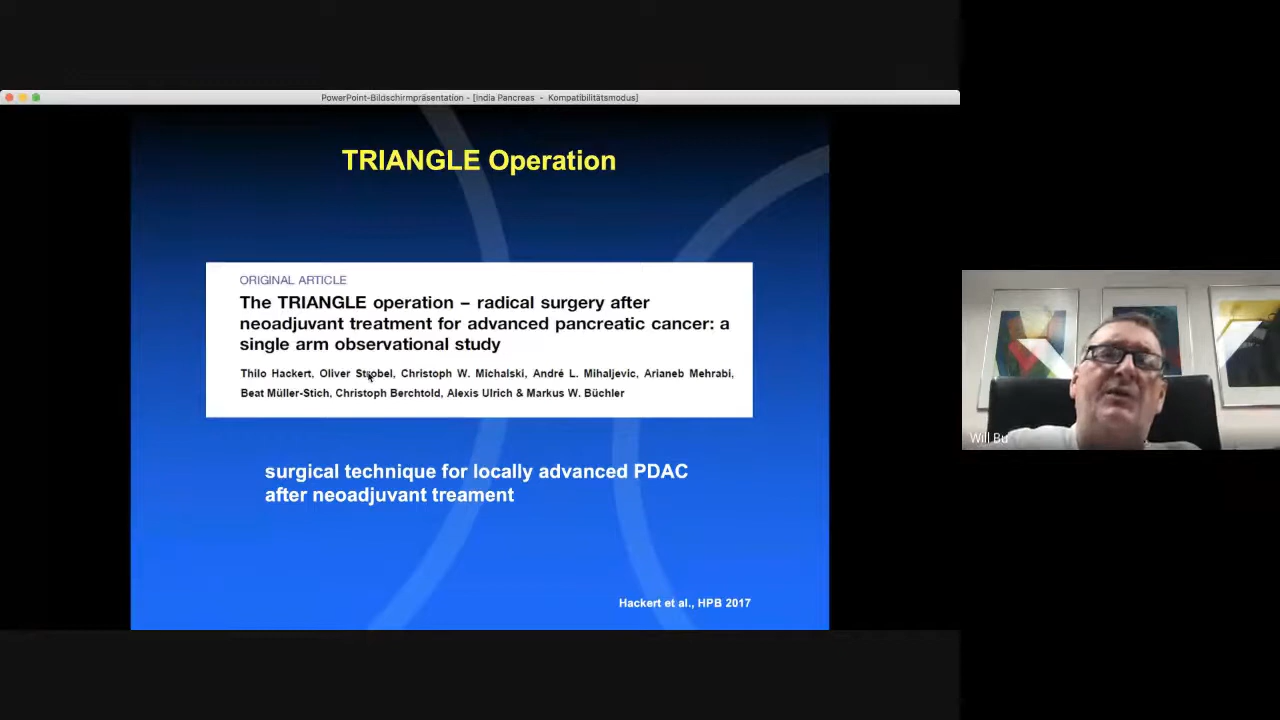 PowerPoint-Bildschirmpräsentation - [India Pancreas - Kompatibilitätsmodus]
TRIANGLE Operation
ORIGINAL ARTICLE
The TRIANGLE operation – radical surgery after
neoadjuvant treatment for advanced pancreatic cancer: a
single arm observational study
Thilo Hackert, Oliver Strobel, Christoph W. Michalski, André L. Mihaljevic, Arianeb Mehrabi,
Beat Müller-Stich, Christoph Berchtold, Alexis Ulrich & Markus W. Büchler
surgical technique for locally advanced PDAC
after neoadjuvant treament
Hackert et al., HPB 2017
Will Bu